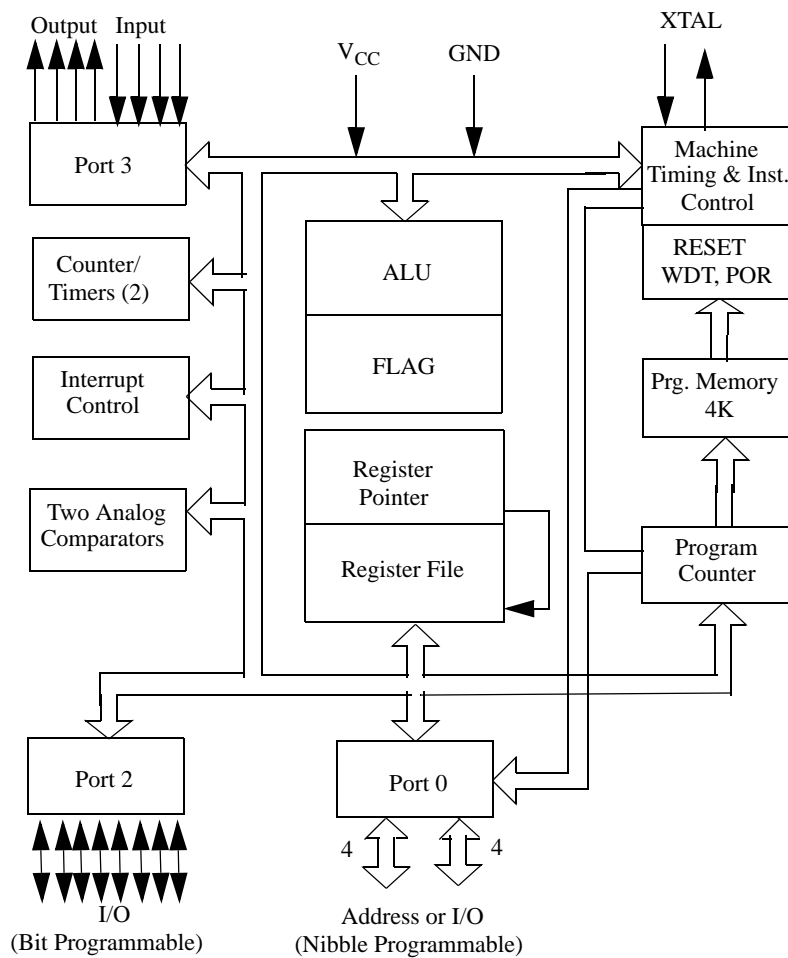 Output Input
XTAL
VCC
GND
Port 3
Machine
Timing & Inst.
Control
RESET
WDT, POR
Counter/
Timers (2)
ALU
FLAG
Interrupt
Control
Prg. Memory
4K
Register
Pointer
Two Analog
Comparators
Register File
Program
Counter
Port 2
Port 0
4
4
I/O
(Bit Programmable)
Address or I/O
(Nibble Programmable)